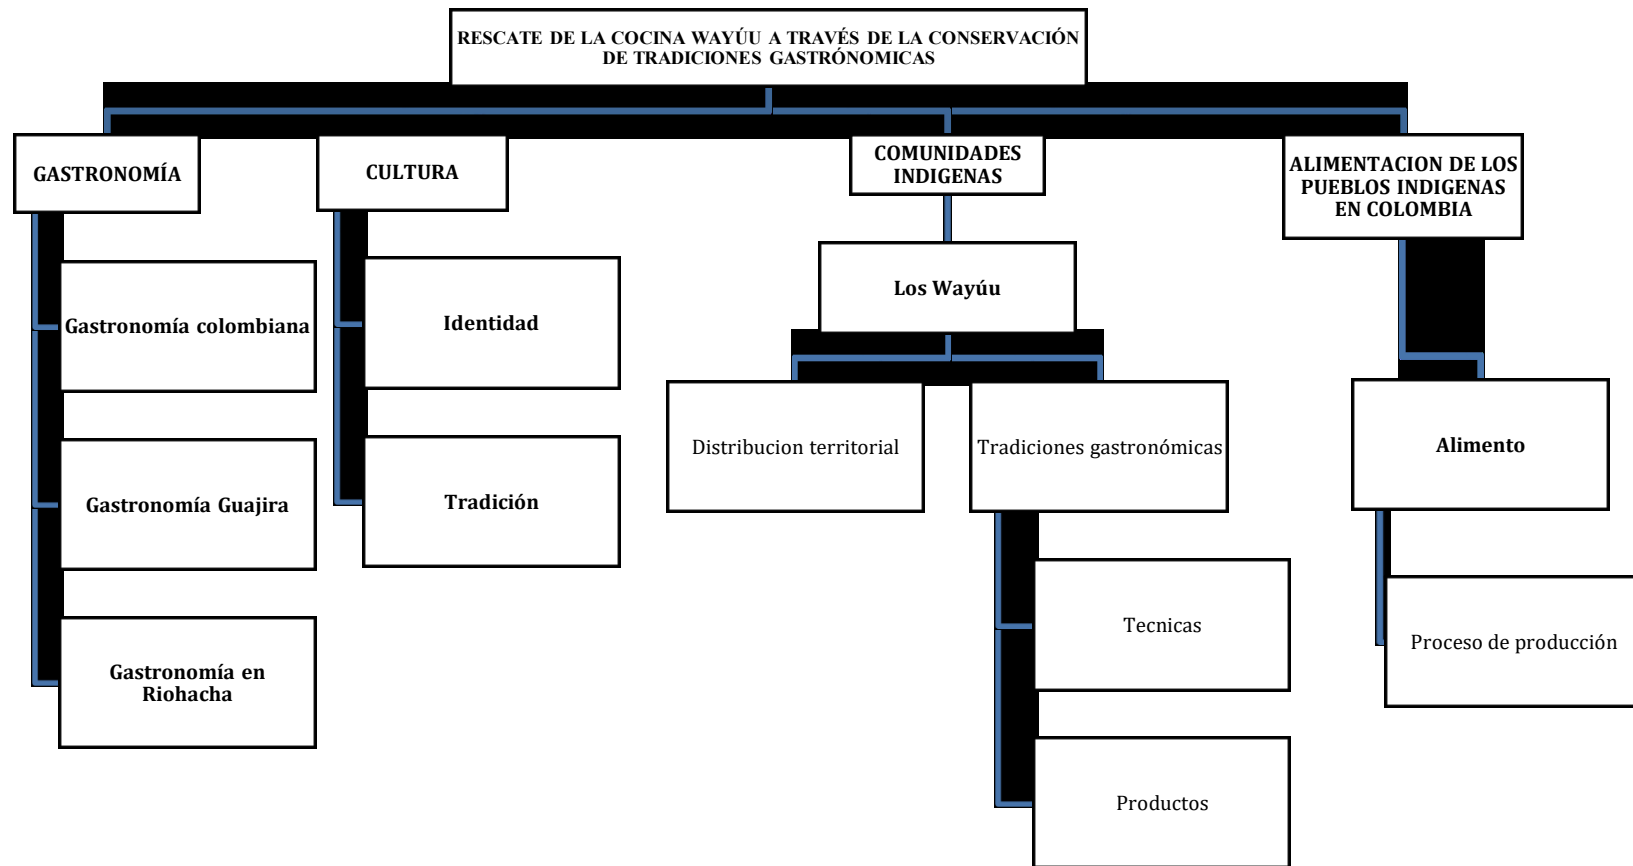 RESCATE DE LA COCINA WAYÚU A TRAVÉS DE LA CONSERVACIÓN
DE TRADICIONES GASTRÓNOMICAS
GASTRONOMÍA
Gastronomía colombiana
Gastronomía Guajira
Gastronomía en
Riohacha
CULTURA
Identidad
Tradición
COMUNIDADES
INDIGENAS
Los Wayúu
Distribucion territorial
Tradiciones gastronómicas
Tecnicas
Productos
ALIMENTACION DE LOS
PUEBLOS INDIGENAS
EN COLOMBIA
Alimento
Proceso de producción